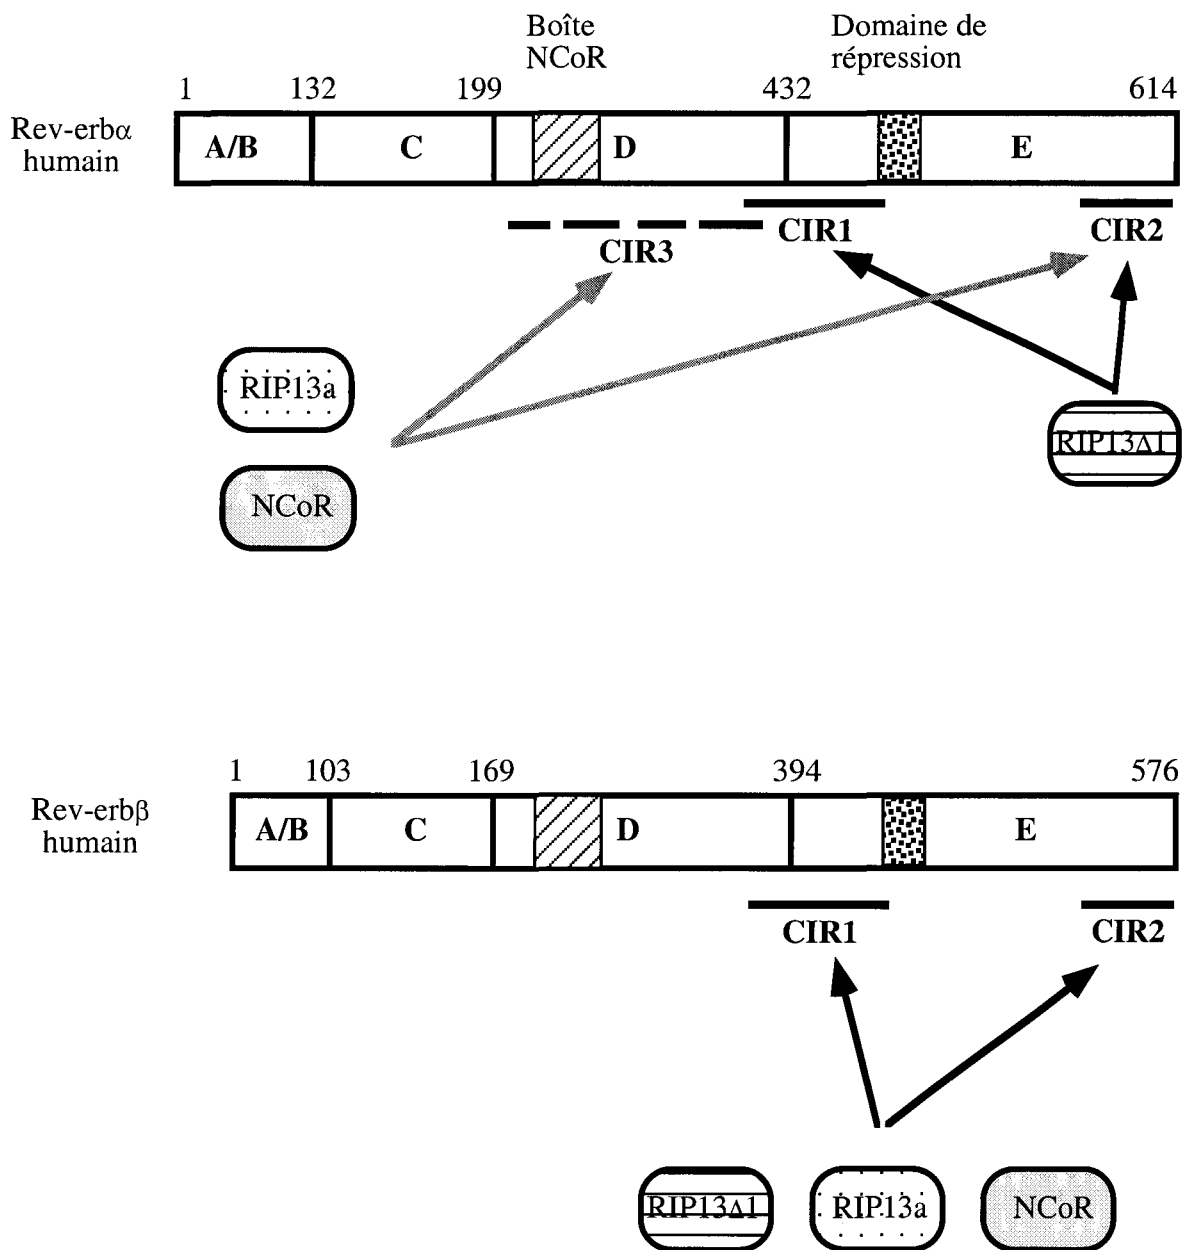 Boîte
NCoR
Domaine de
répression
1 132 199 432 614
Rev-erbα
humain
A/B C D E
CIR3 CIR1 CIR2
RIP13a
RIP13Δ1
NCoR
1 103 169 394 576
Rev-erbβ
humain
A/B C D E
CIR1 CIR2
RIP13Δ1 RIP13a NCoR